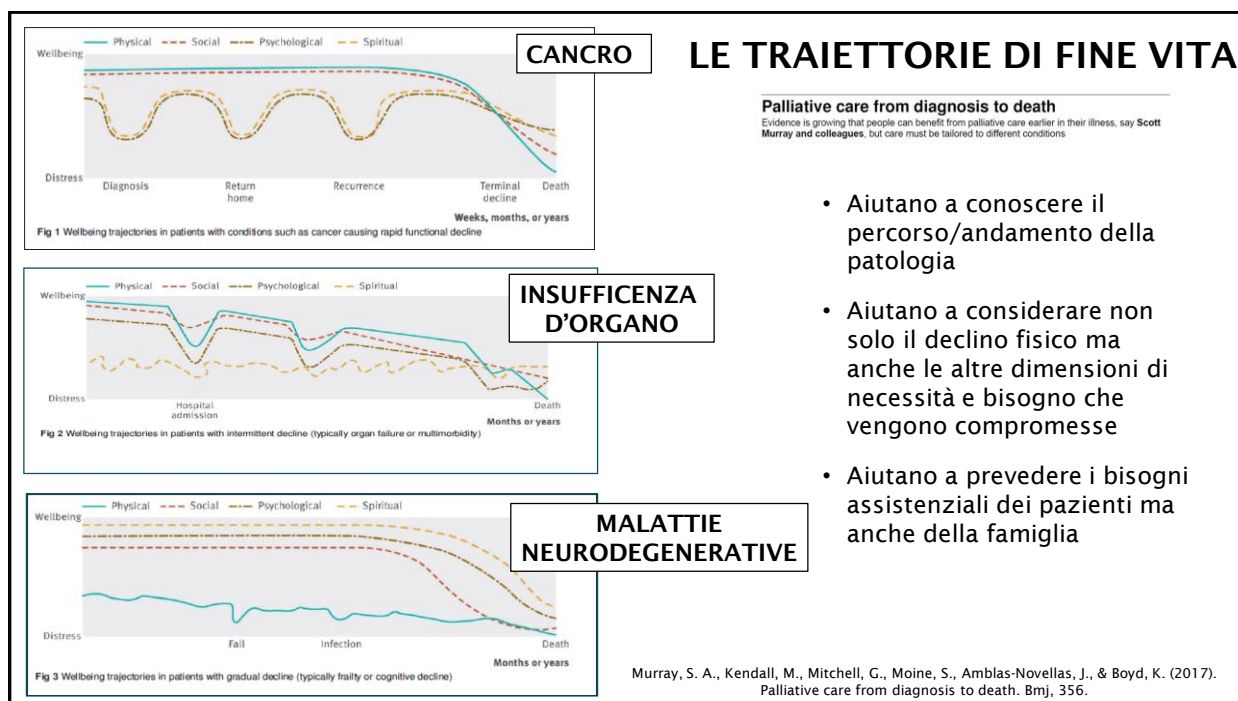 Physical Social Psychological Spiritual
Wellbeing
Distress
Diagnosis Return home Recurrence Terminal decline Death
Weeks, months, or years
Fig 1 Wellbeing trajectories in patients with conditions such as cancer causing rapid functional decline
CANCRO
Physical Social Psychological Spiritual
Wellbeing
Distress
Hospital admission Death
Months or years
Fig 2 Wellbeing trajectories in patients with intermittent decline (typically organ failure or multimorbidity)
INSUFFICENZA
D'ORGANO
Physical Social Psychological Spiritual
Wellbeing
Distress
Fall Infection Death
Months or years
Fig 3 Wellbeing trajectories in patients with gradual decline (typically frailty or cognitive decline)
MALATTIE
NEURODEGENERATIVE
LE TRAIETTORIE DI FINE VITA
Palliative care from diagnosis to death
Evidence is growing that people can benefit from palliative care earlier in their illness, say Scott
Murray and colleagues, but care must be tailored to different conditions
• Aiutano a conoscere il
percorso/andamento della
patologia
• Aiutano a considerare non
solo il declino fisico ma
anche le altre dimensioni di
necessità e bisogno che
vengono compromesse
• Aiutano a prevedere i bisogni
assistenziali dei pazienti ma
anche della famiglia
Murray, S. A., Kendall, M., Mitchell, G., Moine, S., Amblas-Novellas, J., & Boyd, K. (2017).
Palliative care from diagnosis to death. Bmj, 356.